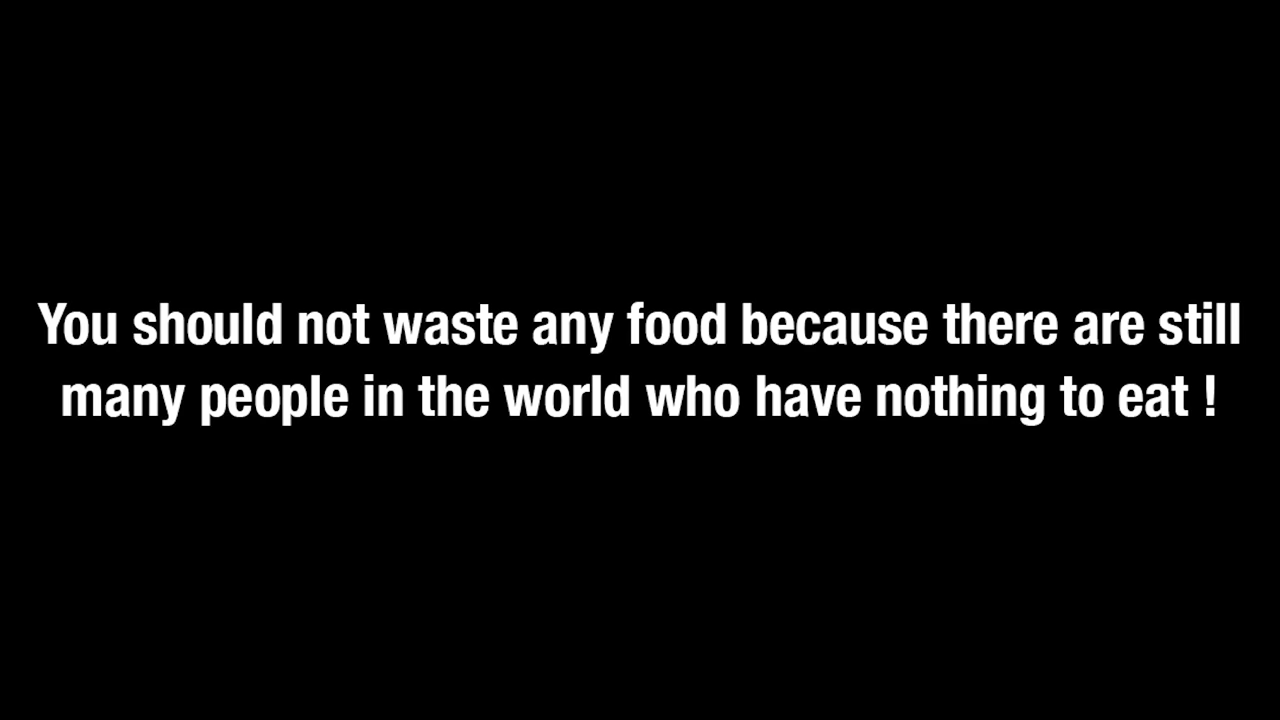 You should not waste any food because there are still
many people in the world who have nothing to eat !